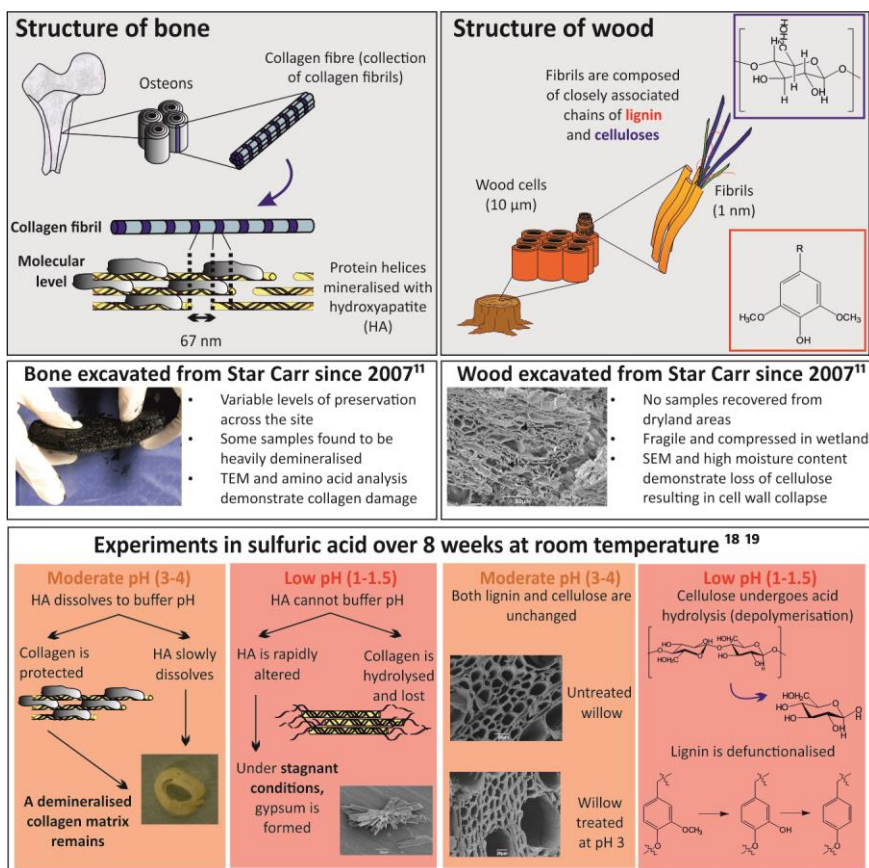 Structure of bone
Osteons
Collagen fibre (collection
of collagen fibrils)
Collagen fibril
Molecular
level
Protein helices
mineralised with
hydroxyapatite
(HA)
67 nm
Structure of wood
Fibrils are composed
of closely associated
chains of lignin
and celluloses
Wood cells
(10 µm)
Fibrils
(1 nm)
HOH₂C
O
O
HO
H
H
H
H
OH
H
O
R
H₃CO
OCH₃
OH
Bone excavated from Star Carr since 2007¹¹
• Variable levels of preservation
across the site
• Some samples found to be
heavily demineralised
• TEM and amino acid analysis
demonstrate collagen damage
Wood excavated from Star Carr since 2007¹¹
• No samples recovered from
dryland areas
• Fragile and compressed in wetland
• SEM and high moisture content
demonstrate loss of cellulose
resulting in cell wall collapse
Experiments in sulfuric acid over 8 weeks at room temperature ¹⁸ ¹⁹
Moderate pH (3-4)
HA dissolves to buffer pH
Collagen is
protected
HA slowly
dissolves
A demineralised
collagen matrix
remains
Low pH (1-1.5)
HA cannot buffer pH
HA is rapidly
altered
Collagen is
hydrolysed
and lost
Under stagnant
conditions,
gypsum is
formed
Moderate pH (3-4)
Both lignin and cellulose are
unchanged
Untreated
willow
Willow
treated
at pH 3
Low pH (1-1.5)
Cellulose undergoes acid
hydrolysis (depolymerisation)
Lignin is defunctionalised
O
CH₃
O
OH
O